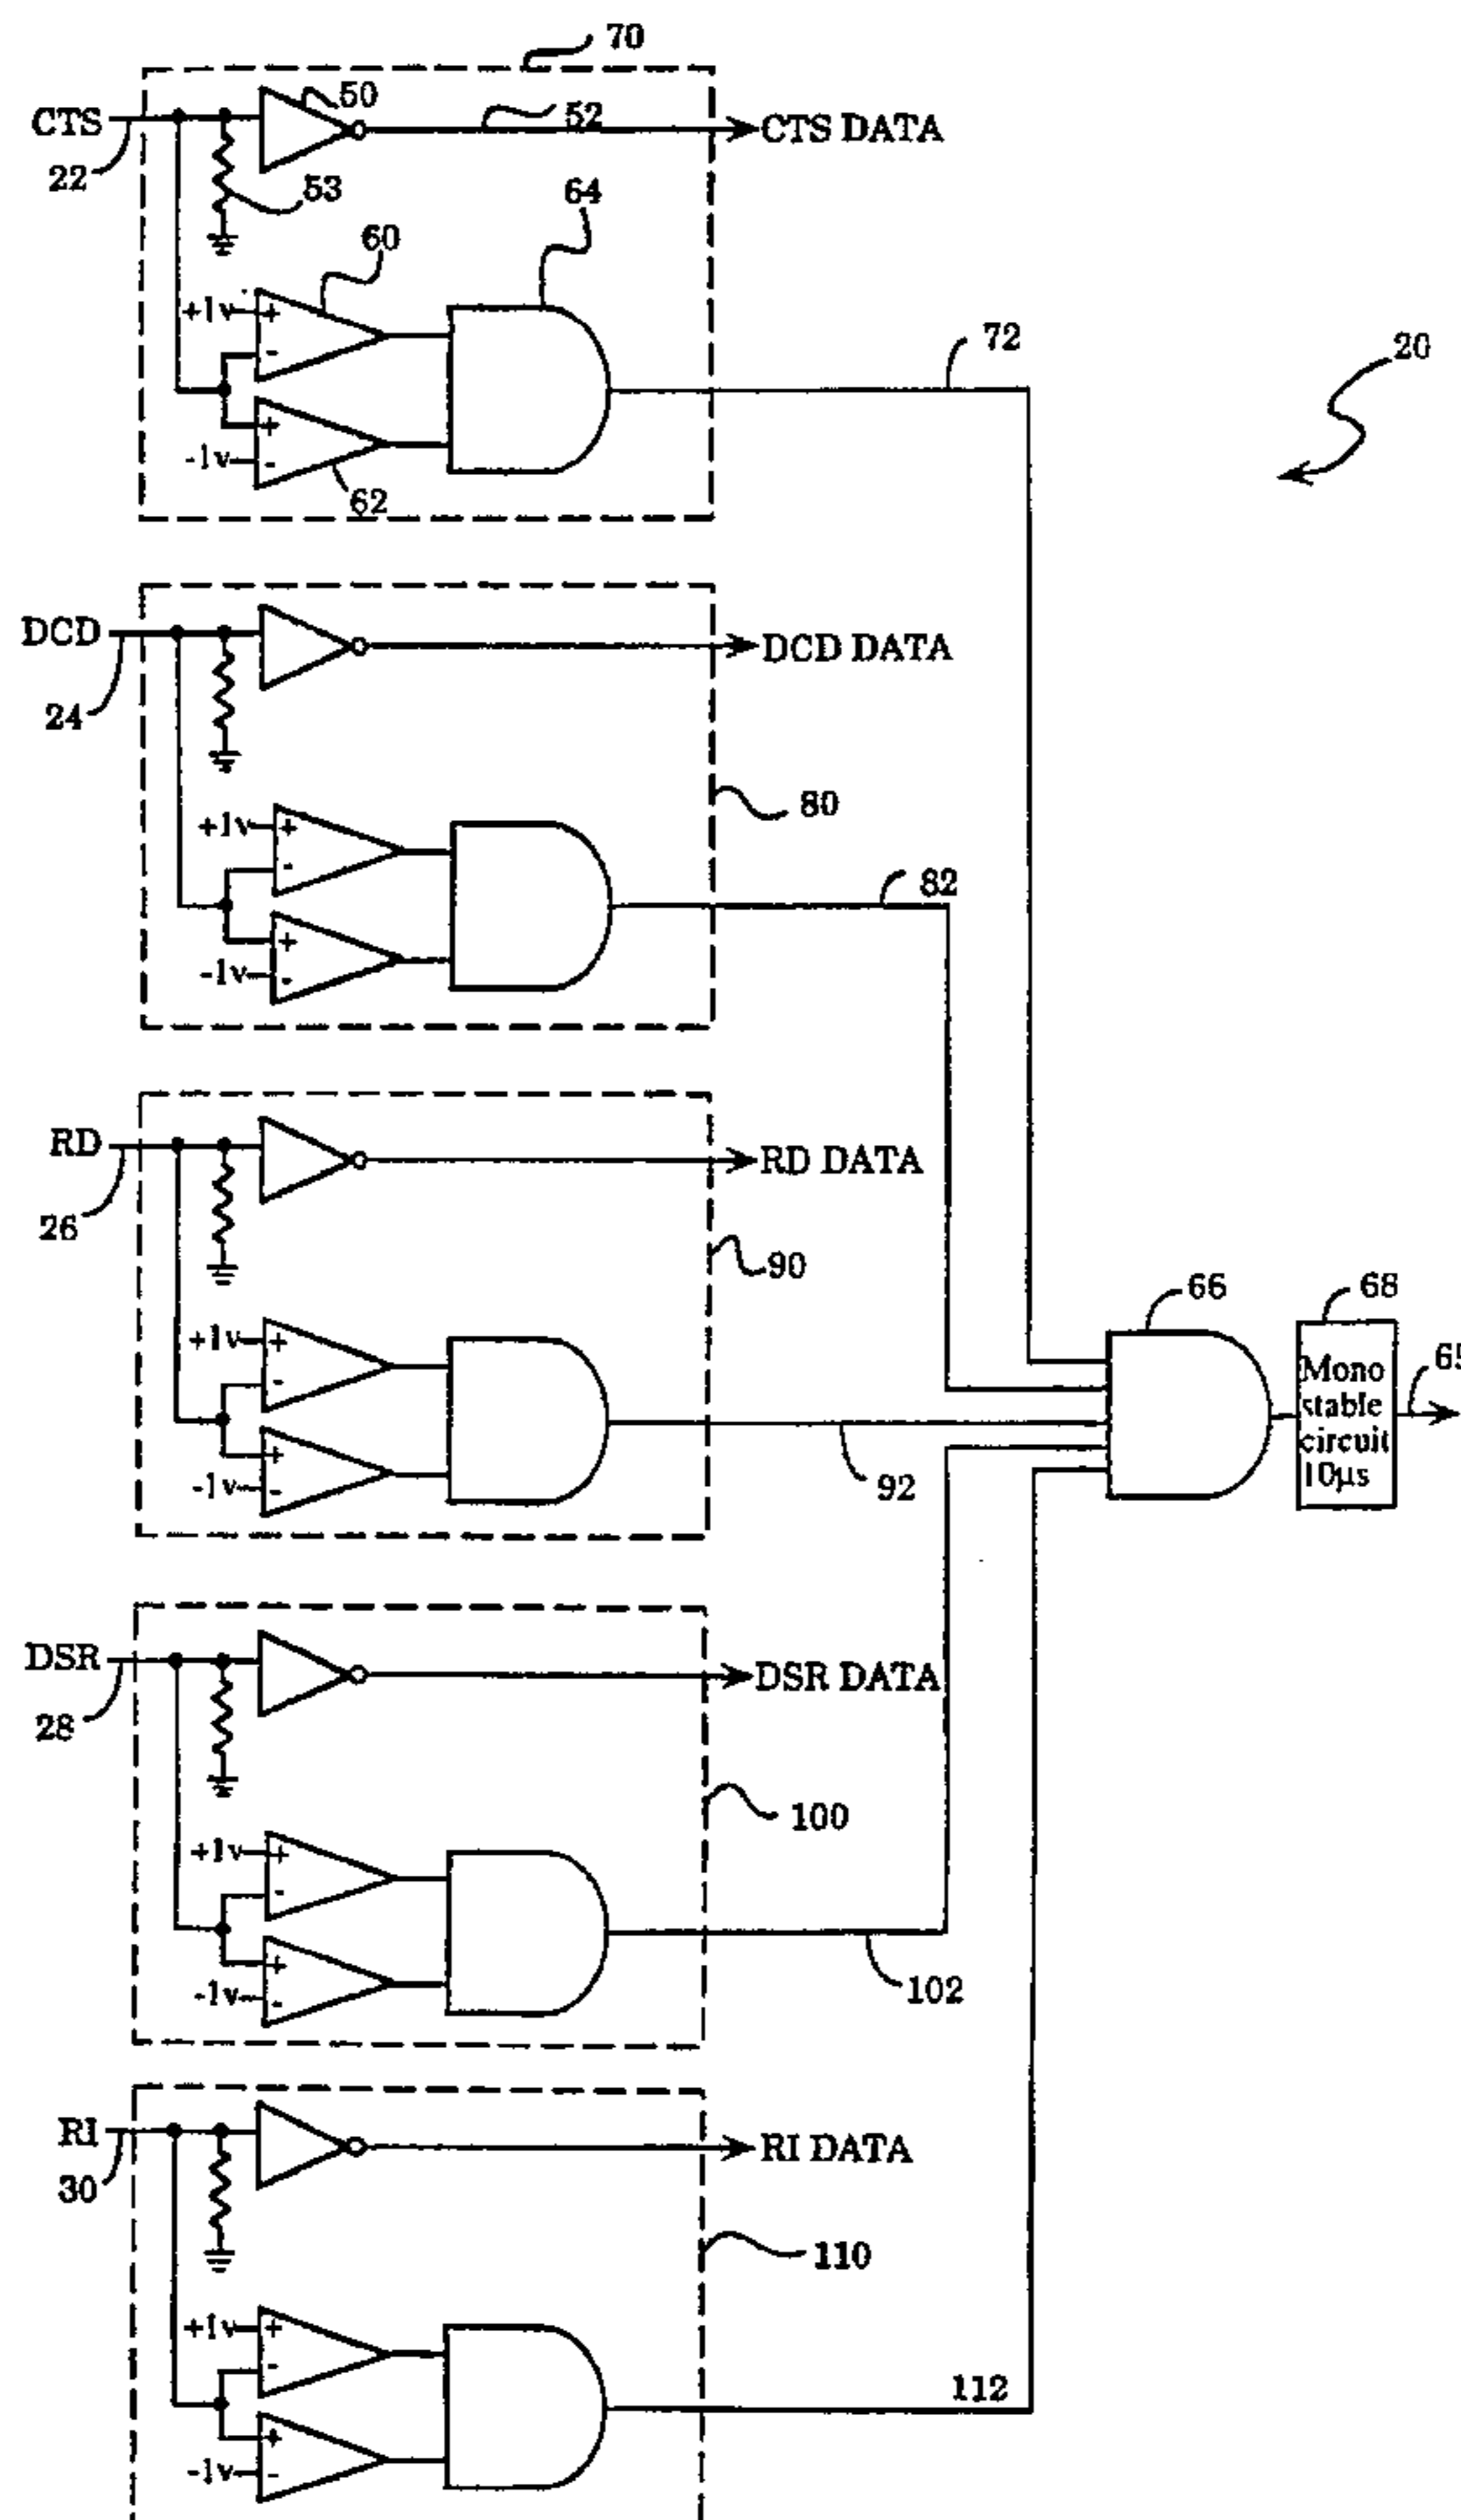 70
50
CTS
52
CTS DATA
22
53
64
60
+1v
+
-
72
20
+
-1v
-
62
DCD
DCD DATA
24
80
+1v
+
-
82
+
-1v
-
RD
RD DATA
26
90
66
68
+1v
+
-
Mono
stable
circuit
10µs
+
-1v
-
92
DSR
DSR DATA
28
100
+1v
+
-
+
-1v
-
102
RI
RI DATA
30
110
+1v
+
-
112
+
-1v
-